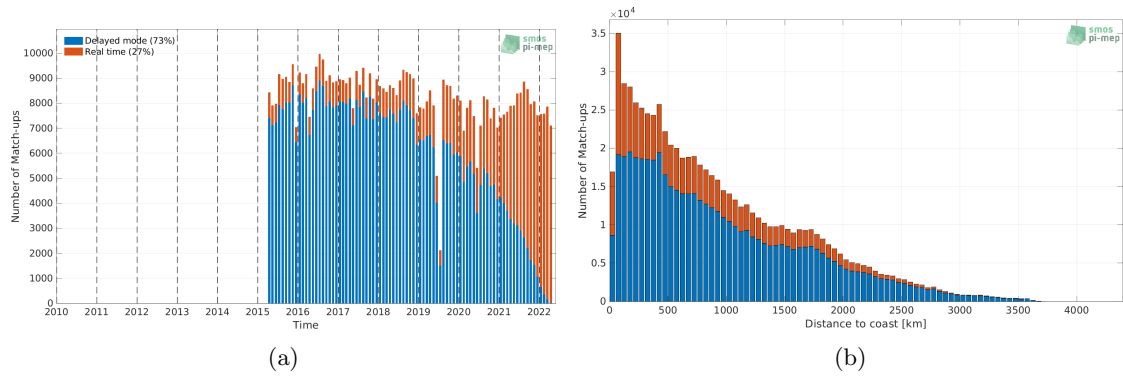 Delayed mode (73%)
Real time (27%)
smos
pi-mep
10000
9000
8000
7000
6000
5000
4000
3000
2000
1000
0
Number of Match-ups
2010 2011 2012 2013 2014 2015 2016 2017 2018 2019 2020 2021 2022
Time
(a)
×10⁴
smos
pi-mep
3.5
3
2.5
2
1.5
1
0.5
0
Number of Match-ups
0 500 1000 1500 2000 2500 3000 3500 4000
Distance to coast [km]
(b)